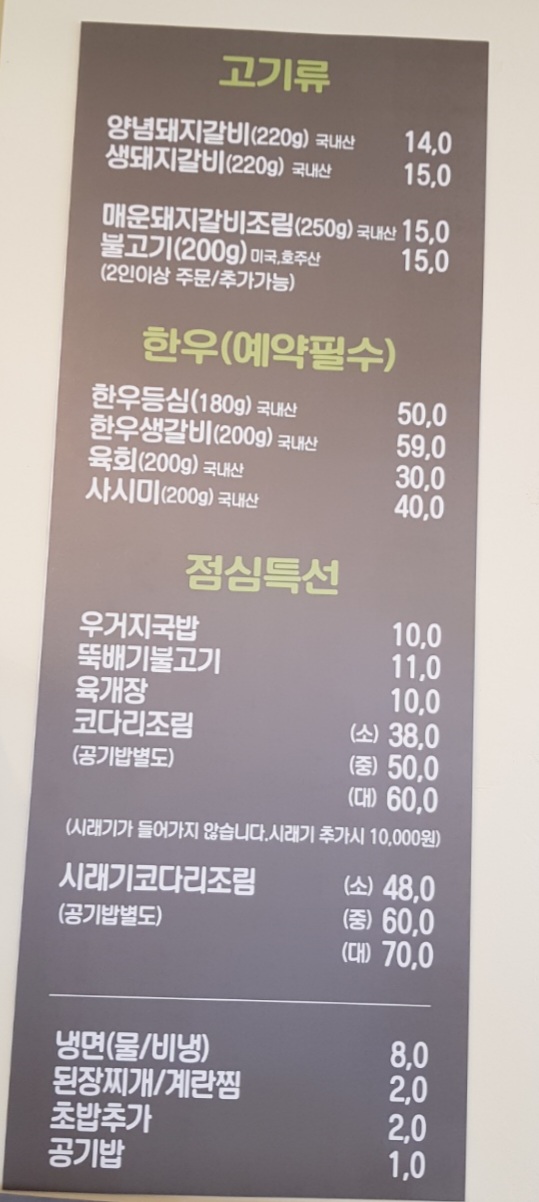 고기류
양념돼지갈비(220g) 국내산 14,0
생돼지갈비(220g) 국내산 15,0
매운돼지갈비조림(250g) 국내산 15,0
불고기(200g) 미국,호주산 15,0
(2인이상 주문/추가가능)
한우(예약필수)
한우등심(180g) 국내산 50,0
한우생갈비(200g) 국내산 59,0
육회(200g) 국내산 30,0
사시미(200g) 국내산 40,0
점심특선
우거지국밥 10,0
뚝배기불고기 11,0
육개장 10,0
코다리조림 (소) 38,0
(공기밥별도) (중) 50,0
(대) 60,0
(시래기가 들어가지 않습니다.시래기 추가시 10,000원)
시래기코다리조림 (소) 48,0
(공기밥별도) (중) 60,0
(대) 70,0
냉면(물/비냉) 8,0
된장찌개/계란찜 2,0
초밥추가 2,0
공기밥 1,0